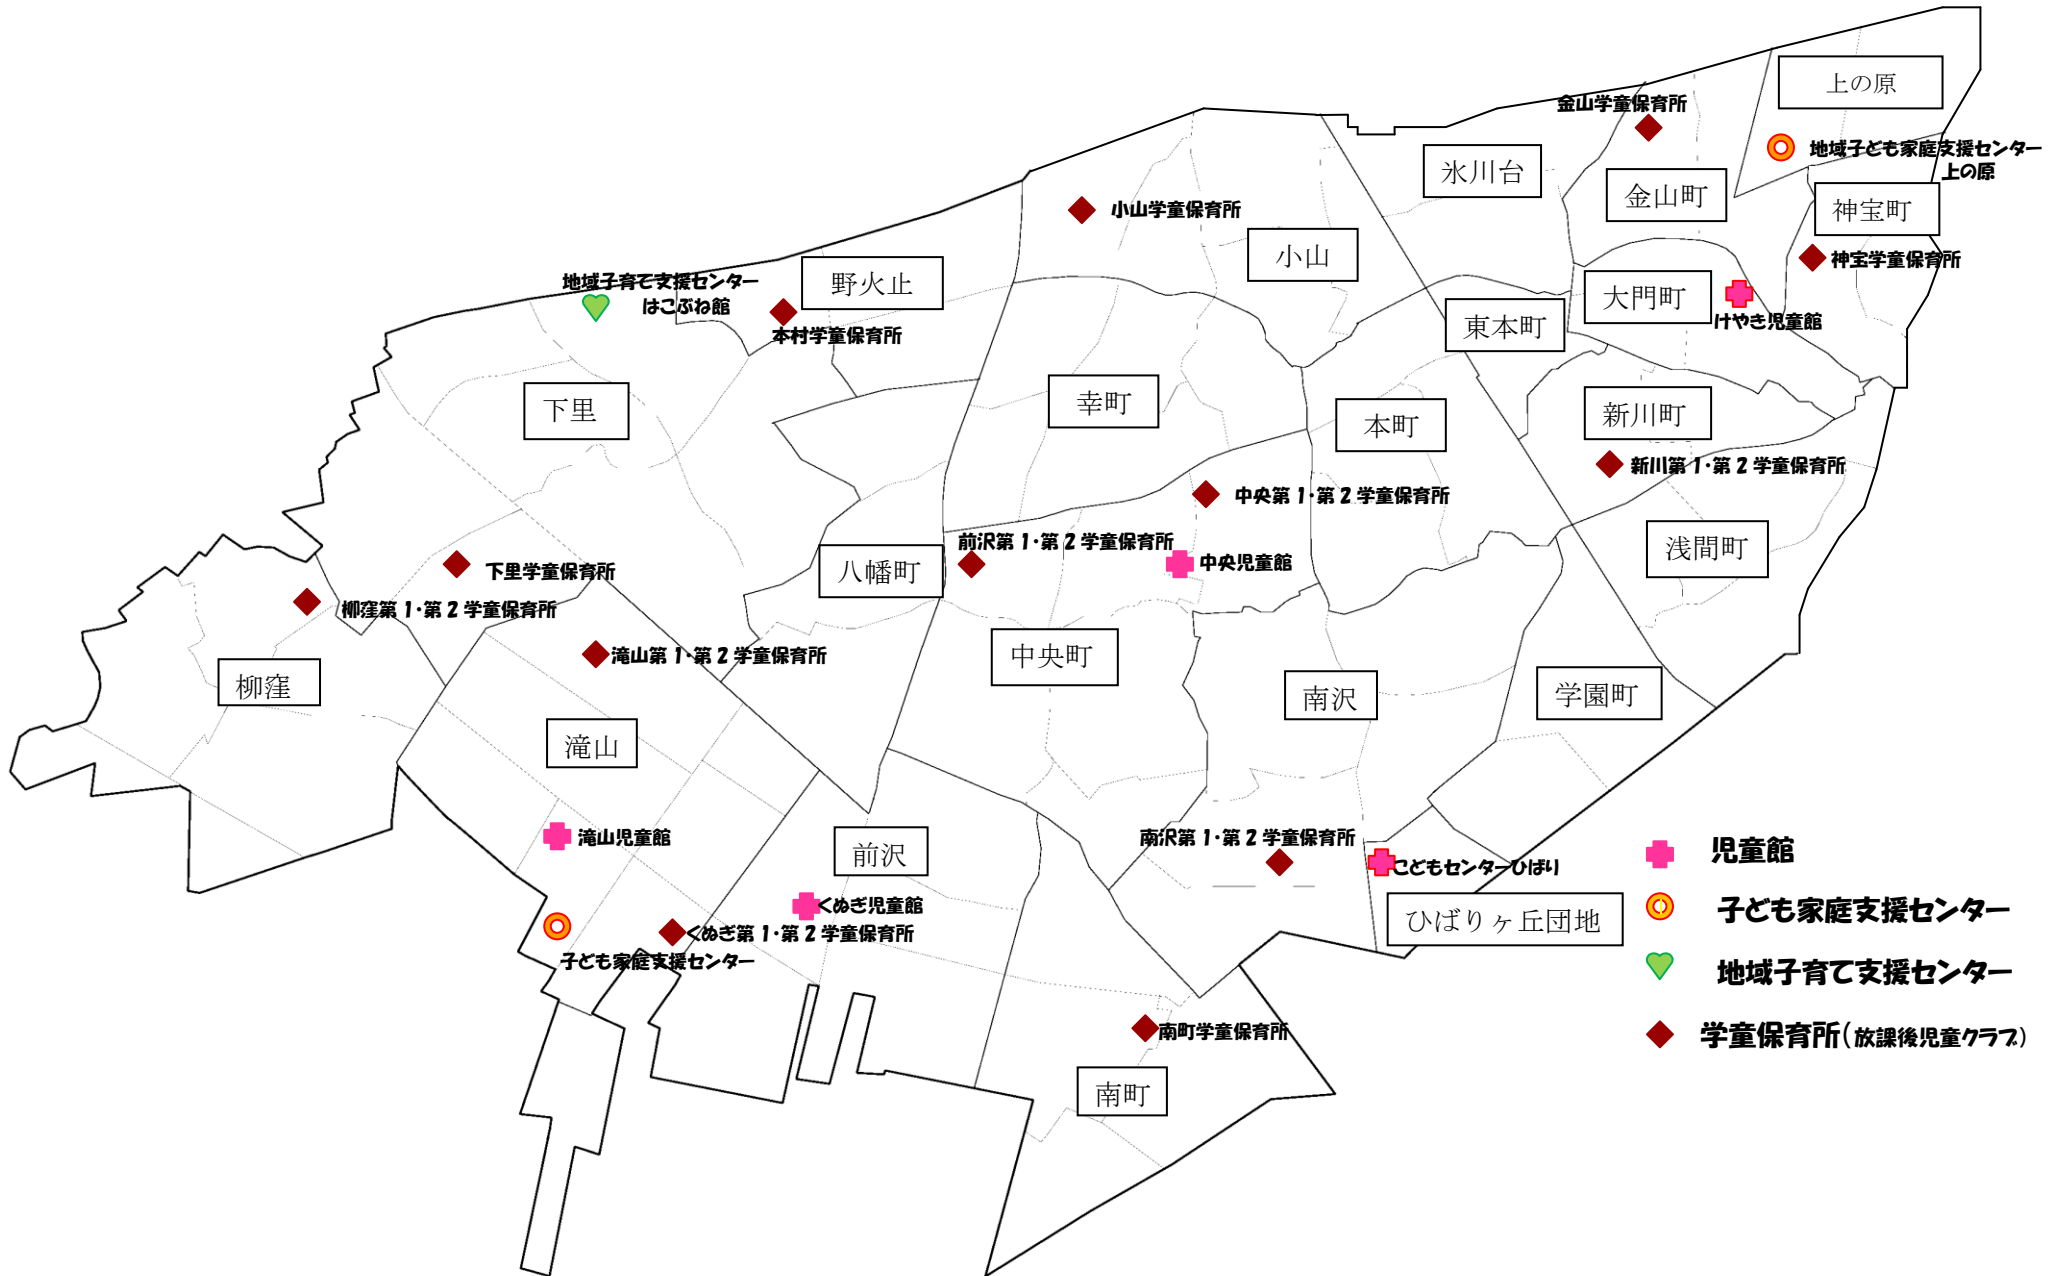 上の原
金山学童保育所
地域子ども家庭支援センター
上の原
氷川台
金山町
神宝町
小山学童保育所
小山
神宝学童保育所
地域子育て支援センター
はこぶね館
野火止
大門町
けやき児童館
本村学童保育所
東本町
下里
幸町
本町
新川町
新川第1・第2学童保育所
中央第1・第2学童保育所
前沢第1・第2学童保育所
中央児童館
浅間町
八幡町
下里学童保育所
柳窪第1・第2学童保育所
滝山第1・第2学童保育所
中央町
柳窪
南沢
学園町
滝山
滝山児童館
前沢
南沢第1・第2学童保育所
こどもセンターひばり
児童館
くぬぎ児童館
ひばりヶ丘団地
子ども家庭支援センター
くぬぎ第1・第2学童保育所
子ども家庭支援センター
地域子育て支援センター
南町学童保育所
学童保育所(放課後児童クラブ)
南町